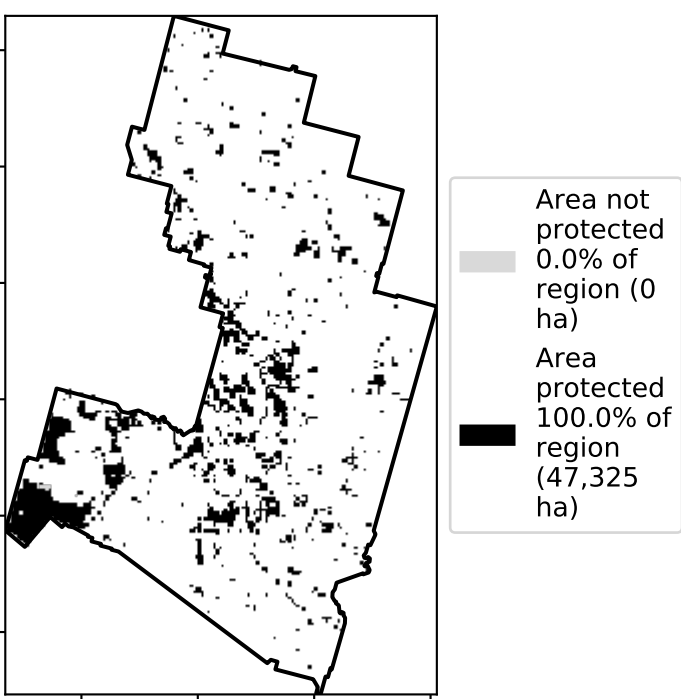 Area not
protected
0.0% of
region (0
ha)
Area
protected
100.0% of
region
(47,325
ha)